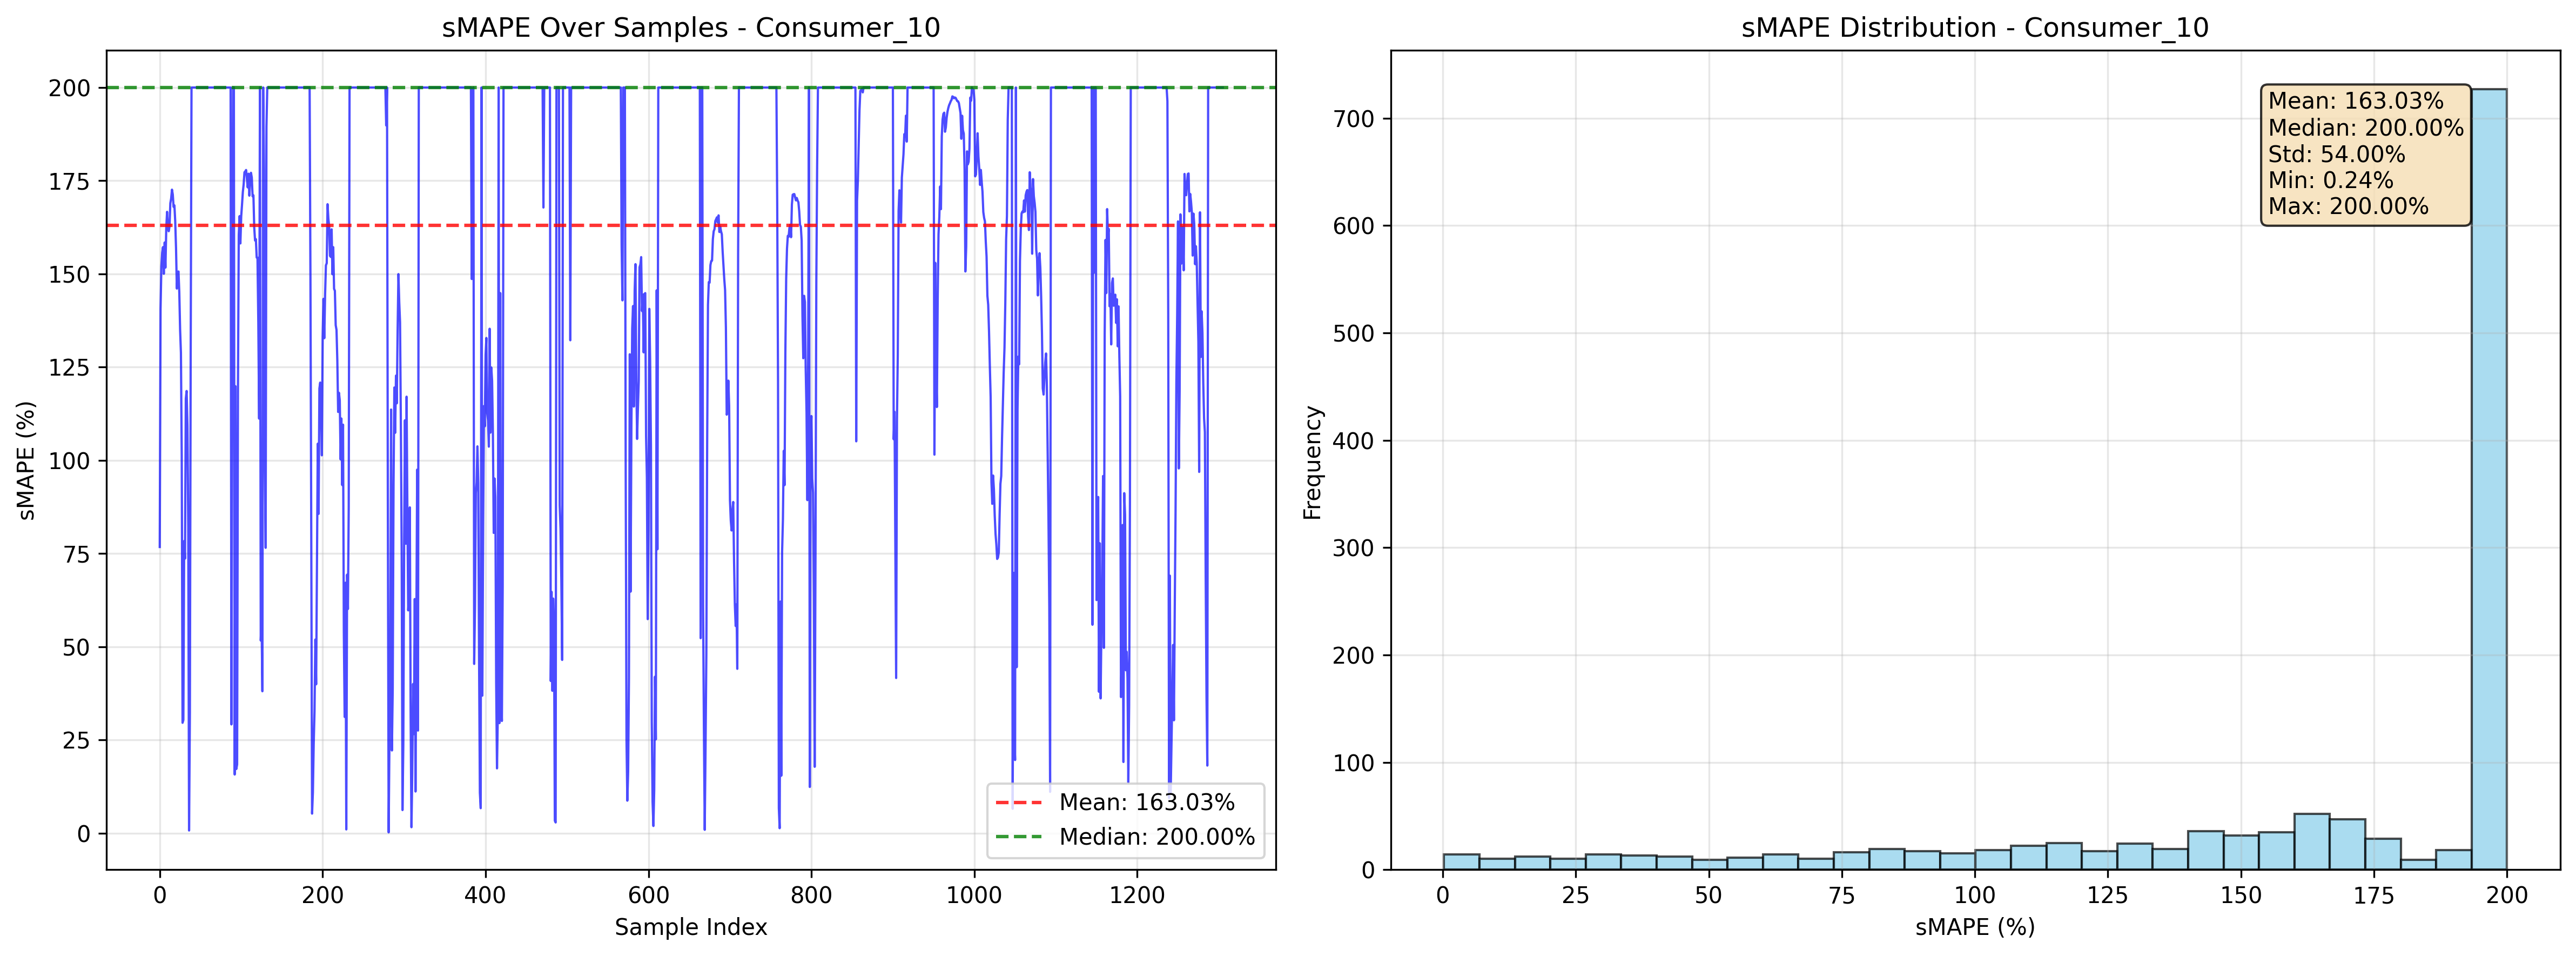 sMAPE Over Samples - Consumer_10
200
175
150
125
100
75
50
25
0
sMAPE (%)
Mean: 163.03%
Median: 200.00%
0 200 400 600 800 1000 1200
Sample Index
sMAPE Distribution - Consumer_10
700
600
500
400
300
200
100
0
Frequency
Mean: 163.03%
Median: 200.00%
Std: 54.00%
Min: 0.24%
Max: 200.00%
0 25 50 75 100 125 150 175 200
sMAPE (%)